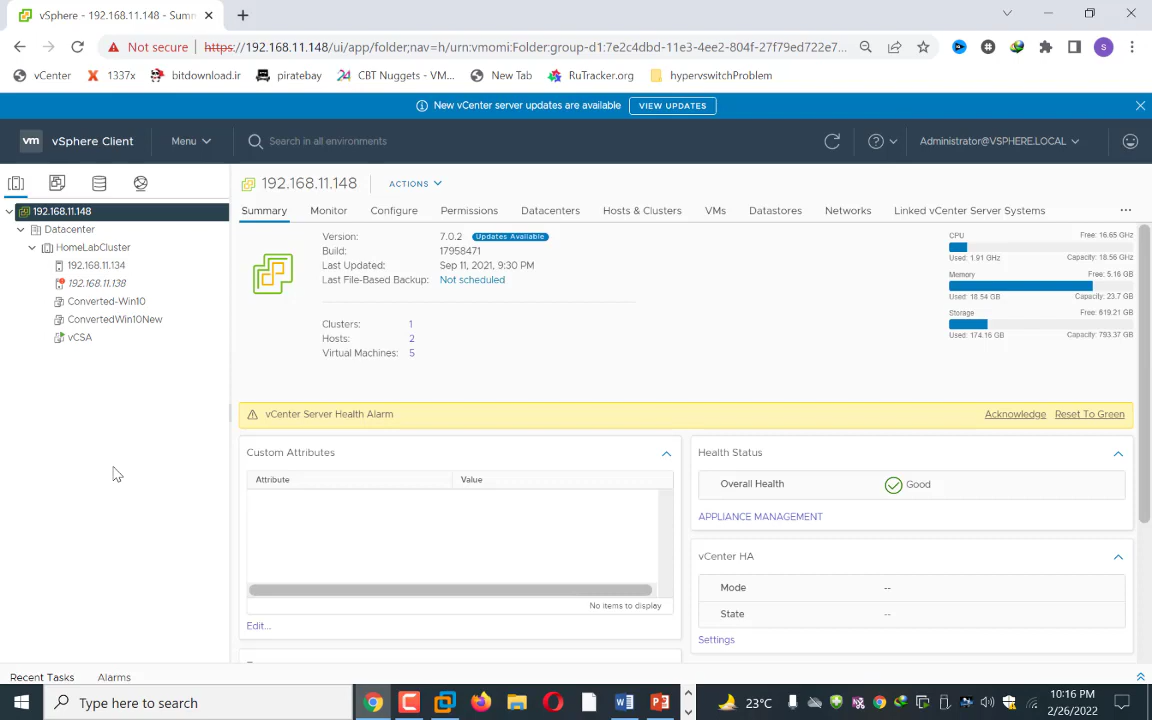 vSphere - 192.168.11.148 - Summ
Not secure
https://192.168.11.148/ui/app/folder;nav=h/urn:vmomi:Folder:group-d1:7e2c4dbd-11e3-4ee2-804f-27f79ed722e7...
S
vCenter
1337x
bitdownload.ir
piratebay
CBT Nuggets - VM...
New Tab
RuTracker.org
hypervswitchProblem
New vCenter server updates are available
VIEW UPDATES
vm
vSphere Client
Menu
Search in all environments
Administrator@VSPHERE.LOCAL
192.168.11.148
Datacenter
HomeLabCluster
192.168.11.134
192.168.11.138
Converted-Win10
ConvertedWin10New
vCSA
192.168.11.148
ACTIONS
Summary
Monitor
Configure
Permissions
Datacenters
Hosts & Clusters
VMs
Datastores
Networks
Linked vCenter Server Systems
...
Version: 7.0.2 Updates Available
Build: 17958471
Last Updated: Sep 11, 2021, 9:30 PM
Last File-Based Backup: Not scheduled
Clusters: 1
Hosts: 2
Virtual Machines: 5
CPU Free: 16.65 GHz
Used: 1.91 GHz Capacity: 18.56 GHz
Memory Free: 5.16 GB
Used: 18.54 GB Capacity: 23.7 GB
Storage Free: 619.21 GB
Used: 174.16 GB Capacity: 793.37 GB
vCenter Server Health Alarm
Acknowledge
Reset To Green
Custom Attributes
Attribute Value
No items to display
Edit...
Health Status
Overall Health Good
APPLIANCE MANAGEMENT
vCenter HA
Mode --
State --
Settings
Recent Tasks Alarms
Type here to search
23°C
10:16 PM
2/26/2022